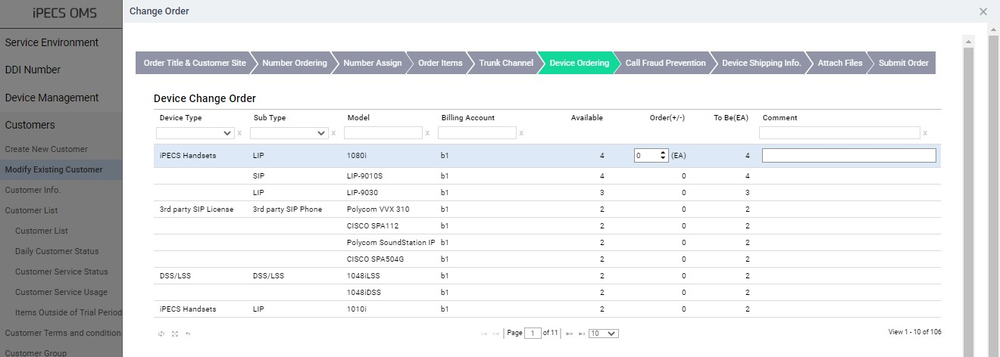 iPECS OMS
Change Order
Service Environment
DDI Number
Device Management
Customers
Create New Customer
Modify Existing Customer
Customer Info.
Customer List
Customer List
Daily Customer Status
Customer Service Status
Customer Service Usage
Items Outside of Trial Period
Customer Terms and condition
Customer Group
Order Title & Customer Site Number Ordering Number Assign Order Items Trunk Channel Device Ordering Call Fraud Prevention Device Shipping Info. Attach Files Submit Order
Device Change Order
Device Type Sub Type Model Billing Account Available Order(+/-) To Be(EA) Comment
x x x x x
iPECS Handsets LIP 1080i b1 4 0 (EA) 4
SIP LIP-9010S b1 4 0 4
LIP LIP-9030 b1 3 0 3
3rd party SIP License 3rd party SIP Phone Polycom VVX 310 b1 2 0 2
CISCO SPA112 b1 2 0 2
Polycom SoundStation IP b1 2 0 2
CISCO SPA504G b1 2 0 2
DSS/LSS DSS/LSS 1048iLSS b1 2 0 2
1048iDSS b1 2 0 2
iPECS Handsets LIP 1010i b1 2 0 2
Page 1 of 11 10 View 1 - 10 of 106